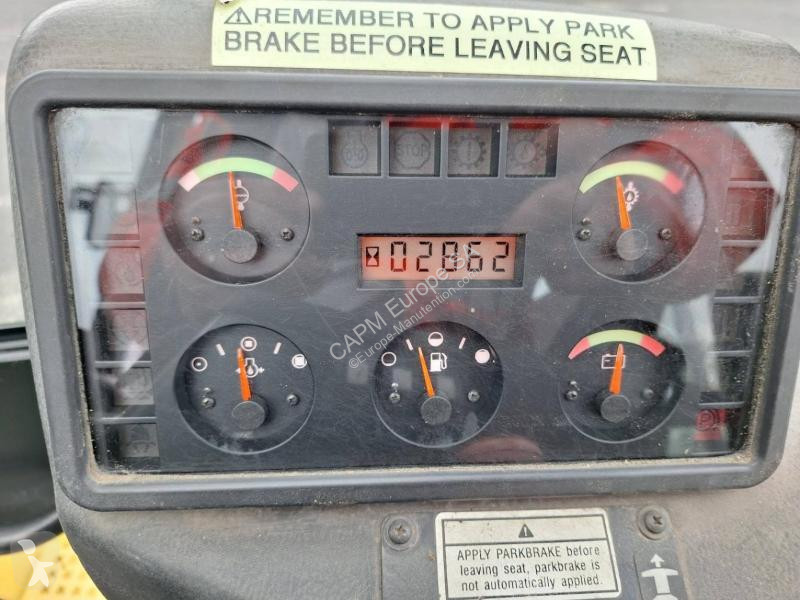 ⚠REMEMBER TO APPLY PARK
BRAKE BEFORE LEAVING SEAT
STOP
02862
CAPM Europe S.A
©Europe-Manutention.com
APPLY PARKBRAKE before
leaving seat, parkbrake is
not automatically applied.